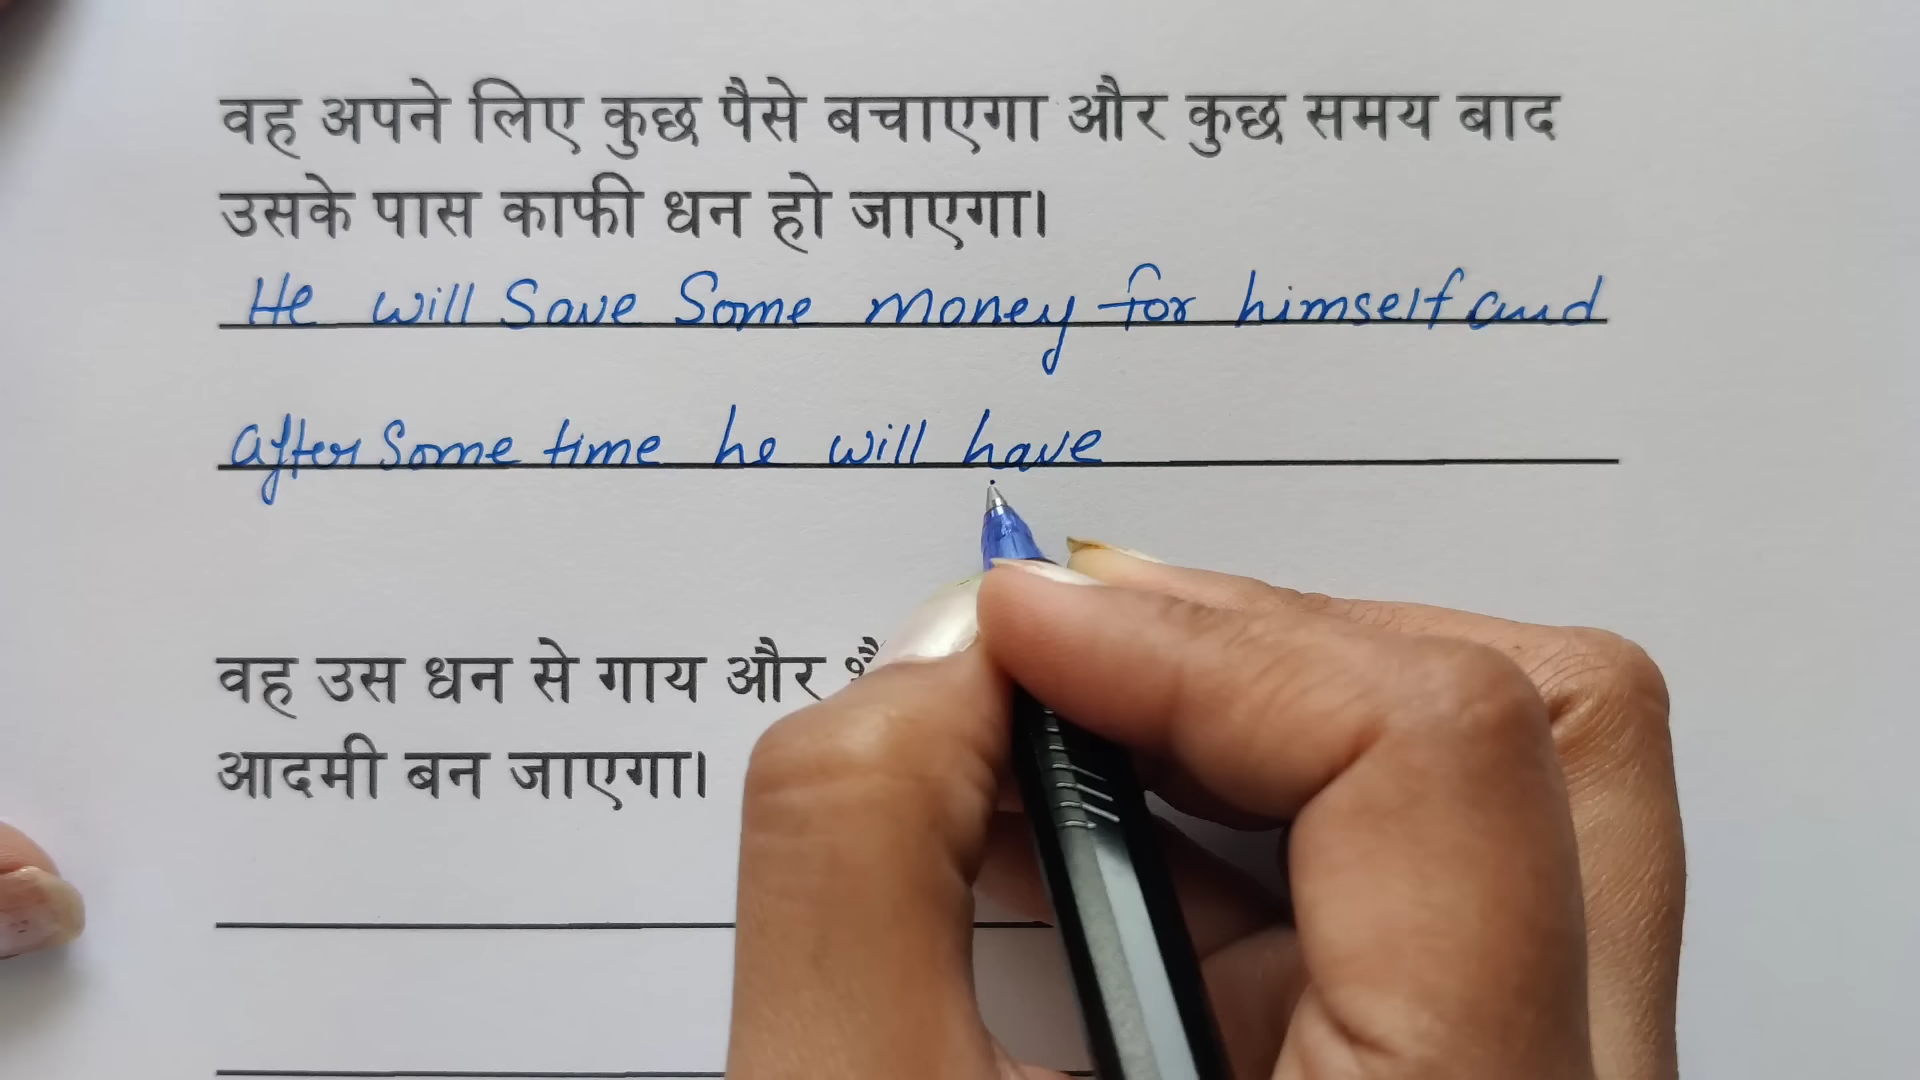 वह अपने लिए कुछ पैसे बचाएगा और कुछ समय बाद
उसके पास काफी धन हो जाएगा।
He will Save Some money for himself and
after Some time he will have
वह उस धन से गाय और
आदमी बन जाएगा।